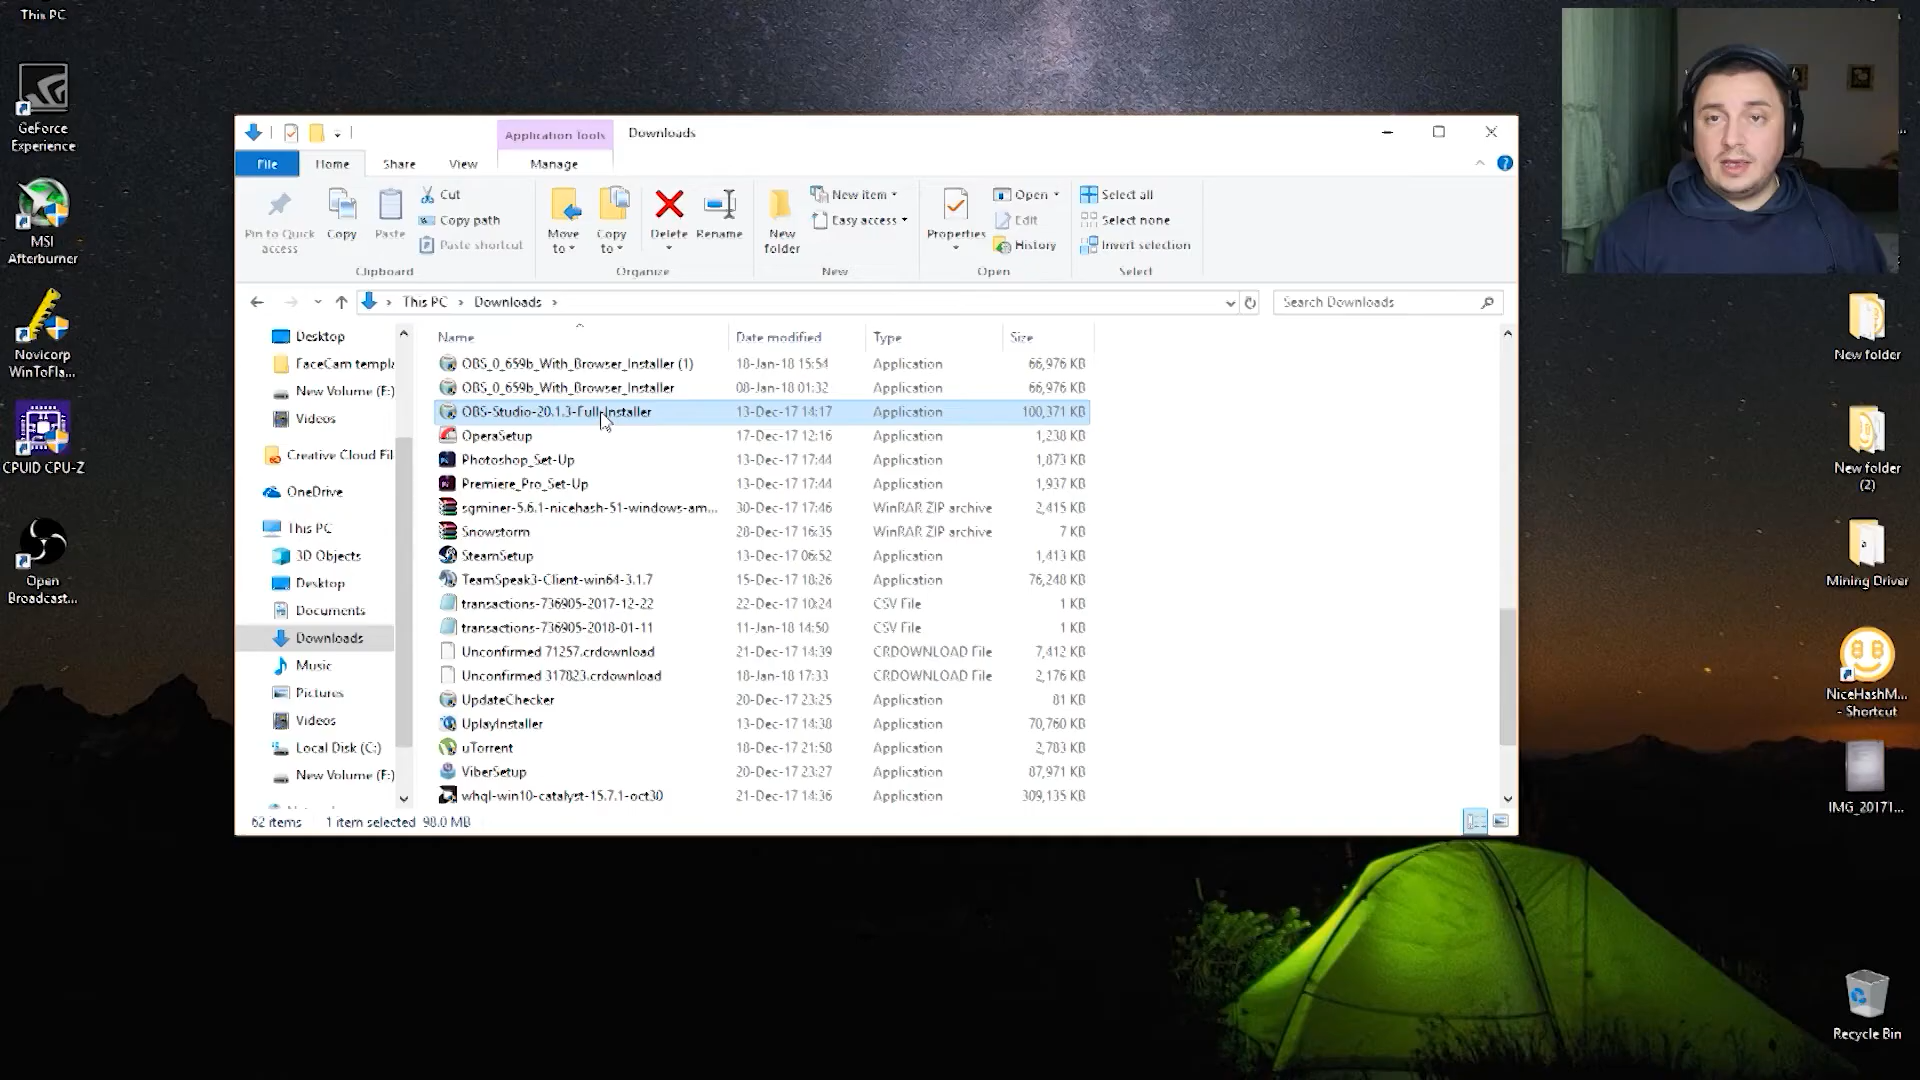 This PC
GeForce
Experience
MSI
Afterburner
Novicorp
WinToFla...
CPUID CPU-Z
Open
Broadcast...
Application Tools
Downloads
File
Home
Share
View
Manage
Pin to Quick
access
Copy
Paste
Cut
Copy path
Paste shortcut
Clipboard
Move
to
Copy
to
Delete
Rename
Organize
New
folder
New item
Easy access
New
Properties
Open
Edit
History
Open
Select all
Select none
Invert selection
Select
This PC > Downloads >
Search Downloads
Desktop
FaceCam templa
New Volume (E:)
Videos
Creative Cloud Fil
OneDrive
This PC
3D Objects
Desktop
Documents
Downloads
Music
Pictures
Videos
Local Disk (C:)
New Volume (F:)
Name Date modified Type Size
OBS_0_659b_With_Browser_Installer (1) 18-Jan-18 15:54 Application 66,976 KB
OBS_0_659b_With_Browser_Installer 08-Jan-18 01:32 Application 66,976 KB
OBS-Studio-20.1.3-Full-Installer 13-Dec-17 14:17 Application 100,371 KB
OperaSetup 17-Dec-17 12:16 Application 1,238 KB
Photoshop_Set-Up 13-Dec-17 17:44 Application 1,873 KB
Premiere_Pro_Set-Up 13-Dec-17 17:44 Application 1,937 KB
sgminer-5.6.1-nicehash-51-windows-am... 30-Dec-17 17:46 WinRAR ZIP archive 2,415 KB
Snowstorm 28-Dec-17 16:35 WinRAR ZIP archive 7 KB
SteamSetup 13-Dec-17 06:52 Application 1,413 KB
TeamSpeak3-Client-win64-3.1.7 15-Dec-17 18:26 Application 76,248 KB
transactions-736905-2017-12-22 22-Dec-17 10:24 CSV File 1 KB
transactions-736905-2018-01-11 11-Jan-18 14:50 CSV File 1 KB
Unconfirmed 71257.crdownload 21-Dec-17 14:39 CRDOWNLOAD File 7,412 KB
Unconfirmed 317823.crdownload 18-Jan-18 17:33 CRDOWNLOAD File 2,176 KB
UpdateChecker 20-Dec-17 23:25 Application 81 KB
UplayInstaller 13-Dec-17 14:38 Application 70,760 KB
uTorrent 18-Dec-17 21:58 Application 2,783 KB
ViberSetup 20-Dec-17 23:27 Application 87,971 KB
whql-win10-catalyst-15.7.1-oct30 21-Dec-17 14:36 Application 309,135 KB
62 items 1 item selected 98.0 MB
New folder
New folder
(2)
Mining Driver
NiceHashM...
- Shortcut
IMG_20171...
Recycle Bin